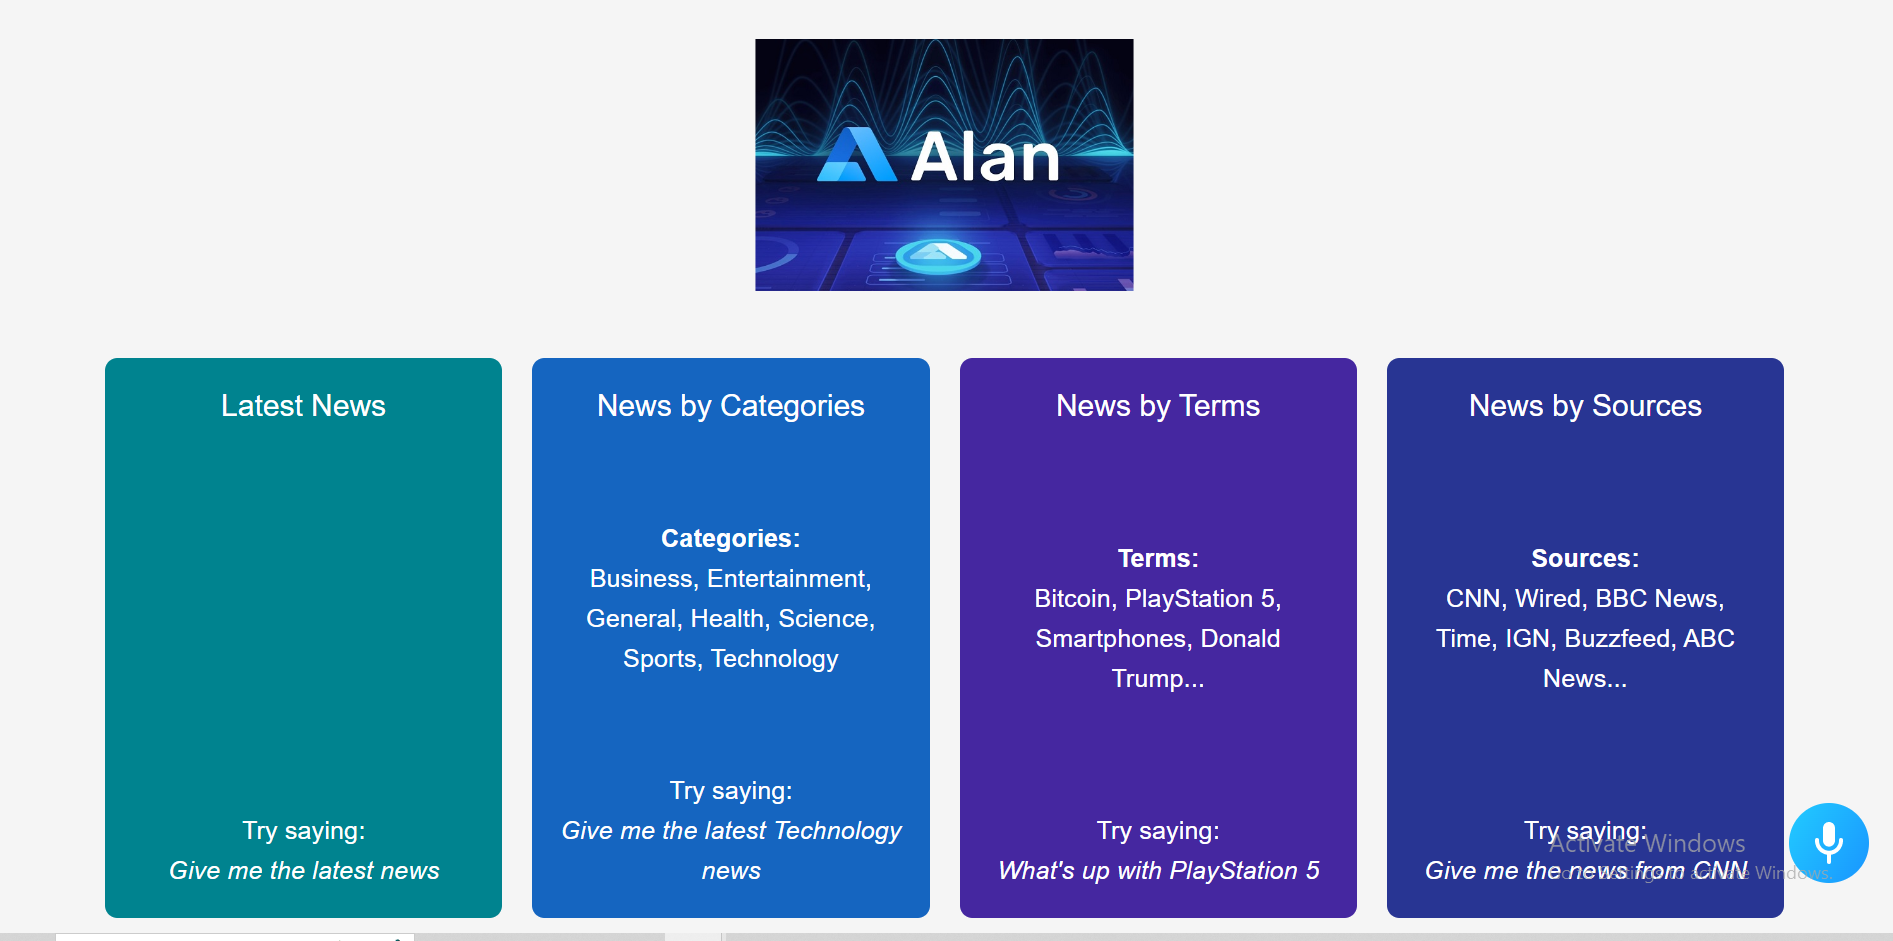 Alan
Latest News
Try saying:
Give me the latest news
News by Categories
Categories:
Business, Entertainment,
General, Health, Science,
Sports, Technology
Try saying:
Give me the latest Technology
news
News by Terms
Terms:
Bitcoin, PlayStation 5,
Smartphones, Donald
Trump...
Try saying:
What's up with PlayStation 5
News by Sources
Sources:
CNN, Wired, BBC News,
Time, IGN, Buzzfeed, ABC
News...
Try saying:
Give me the news from CNN
Activate Windows
Go to Settings to activate Windows.